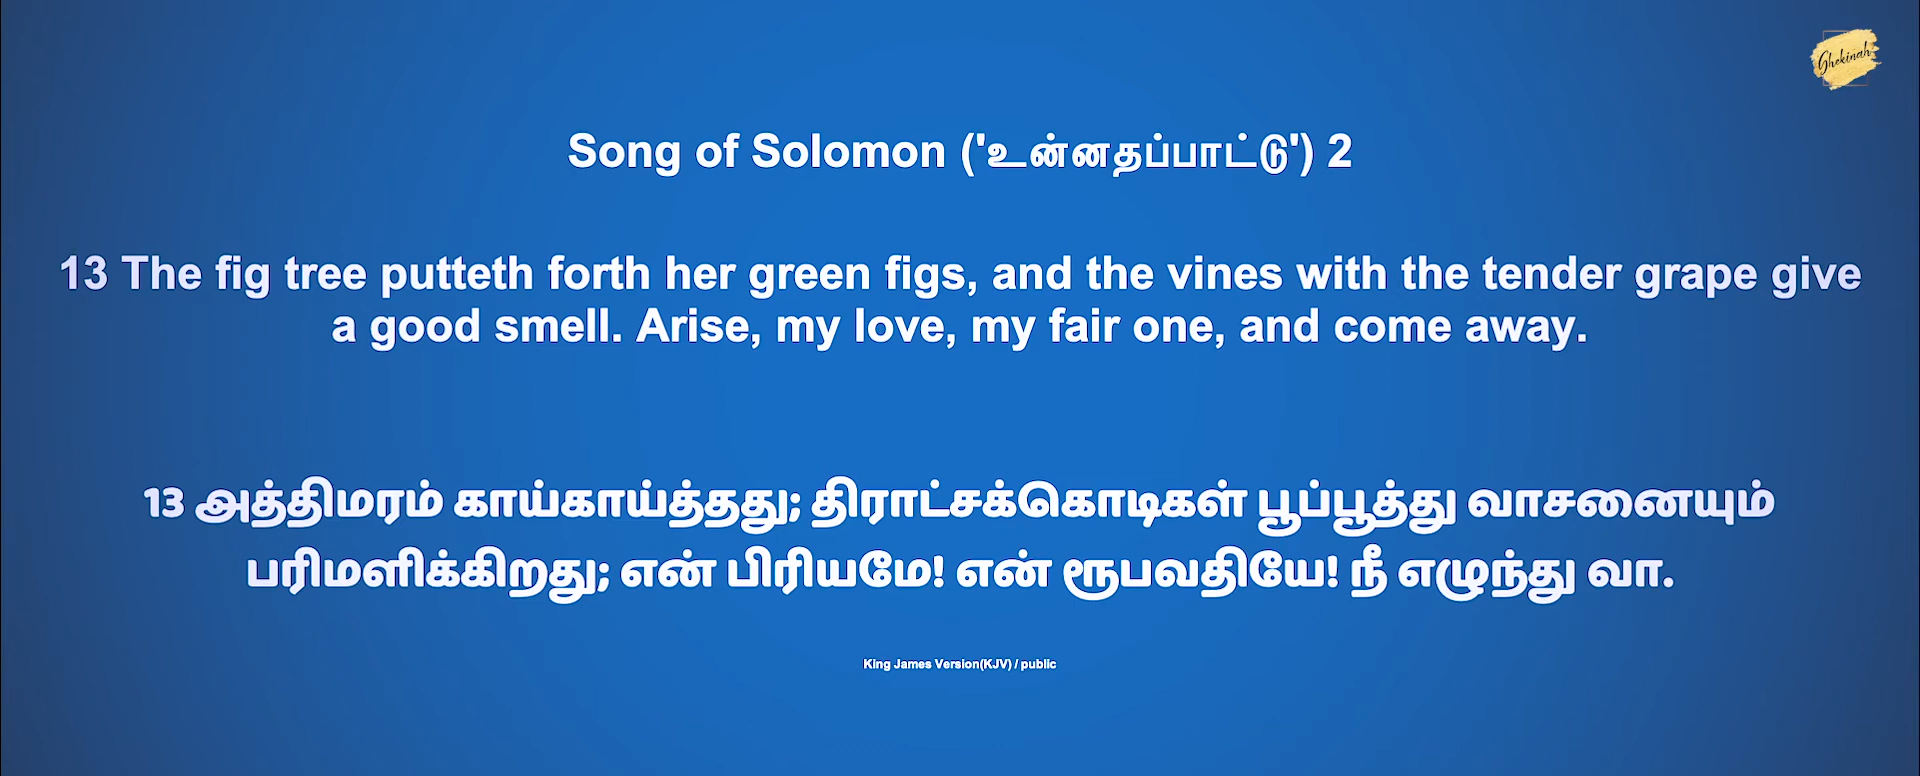 Ghekinah
Song of Solomon ('உன்னதப்பாட்டு') 2
13 The fig tree putteth forth her green figs, and the vines with the tender grape give
a good smell. Arise, my love, my fair one, and come away.
13 அத்திமரம் காய்காய்த்தது; திராட்சக்கொடிகள் பூப்பூத்து வாசனையும்
பரிமளிக்கிறது; என் பிரியமே! என் ரூபவதியே! நீ எழுந்து வா.
King James Version(KJV) / public